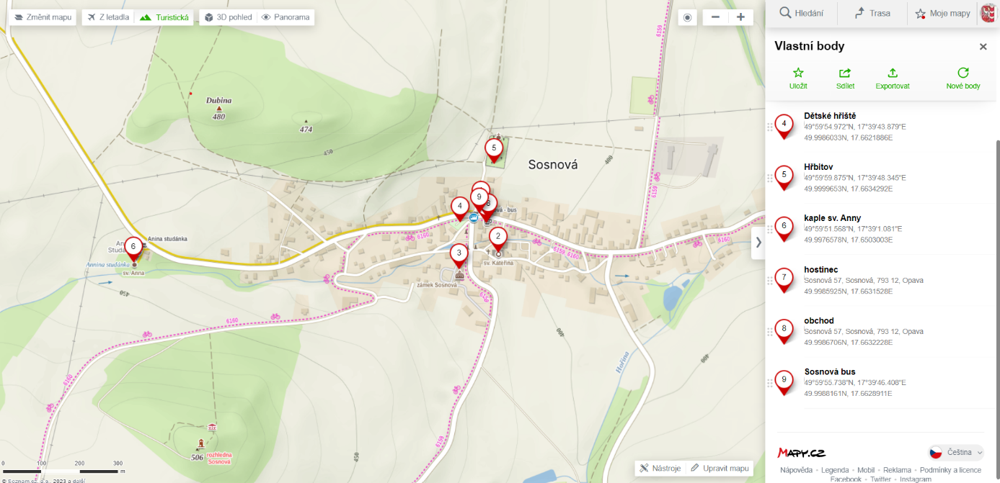 Změnit mapu
Z letadla
Turistická
3D pohled
Panorama
Hledání
Trasa
Moje mapy
Vlastní body
Uložit
Sdílet
Exportovat
Nové body
4
Dětské hřiště
49°59'54.972"N, 17°39'43.879"E
49.9986033N, 17.6621886E
5
Hřbitov
49°59'59.875"N, 17°39'48.345"E
49.9999653N, 17.6634292E
6
kaple sv. Anny
49°59'51.568"N, 17°39'1.081"E
49.9976578N, 17.6503003E
7
hostinec
Sosnová 57, Sosnová, 793 12, Opava
49.9985925N, 17.6631528E
8
obchod
Sosnová 57, Sosnová, 793 12, Opava
49.9986706N, 17.6632228E
9
Sosnová bus
49°59'55.738"N, 17°39'46.408"E
49.9988161N, 17.6628911E
Mapy.cz
Čeština
Nápověda - Legenda - Mobil - Reklama - Podmínky a licence
Facebook - Twitter - Instagram
6159
Dubina
480
474
450
5
Sosnová
400
6159
4
9
8
- bus
2
3
6160
6159 6160
6160
6
Anina studánka
Annina studánka
sv. Anna
sv. Kateřina
zámek Sosnová
6159
450
6160
400
400
Hořina
6160
6159
450
506
rozhledna
Sosnová
0 100 200 300
m
© Seznam.cz, a.s., 2023 a další
Nástroje
Upravit mapu